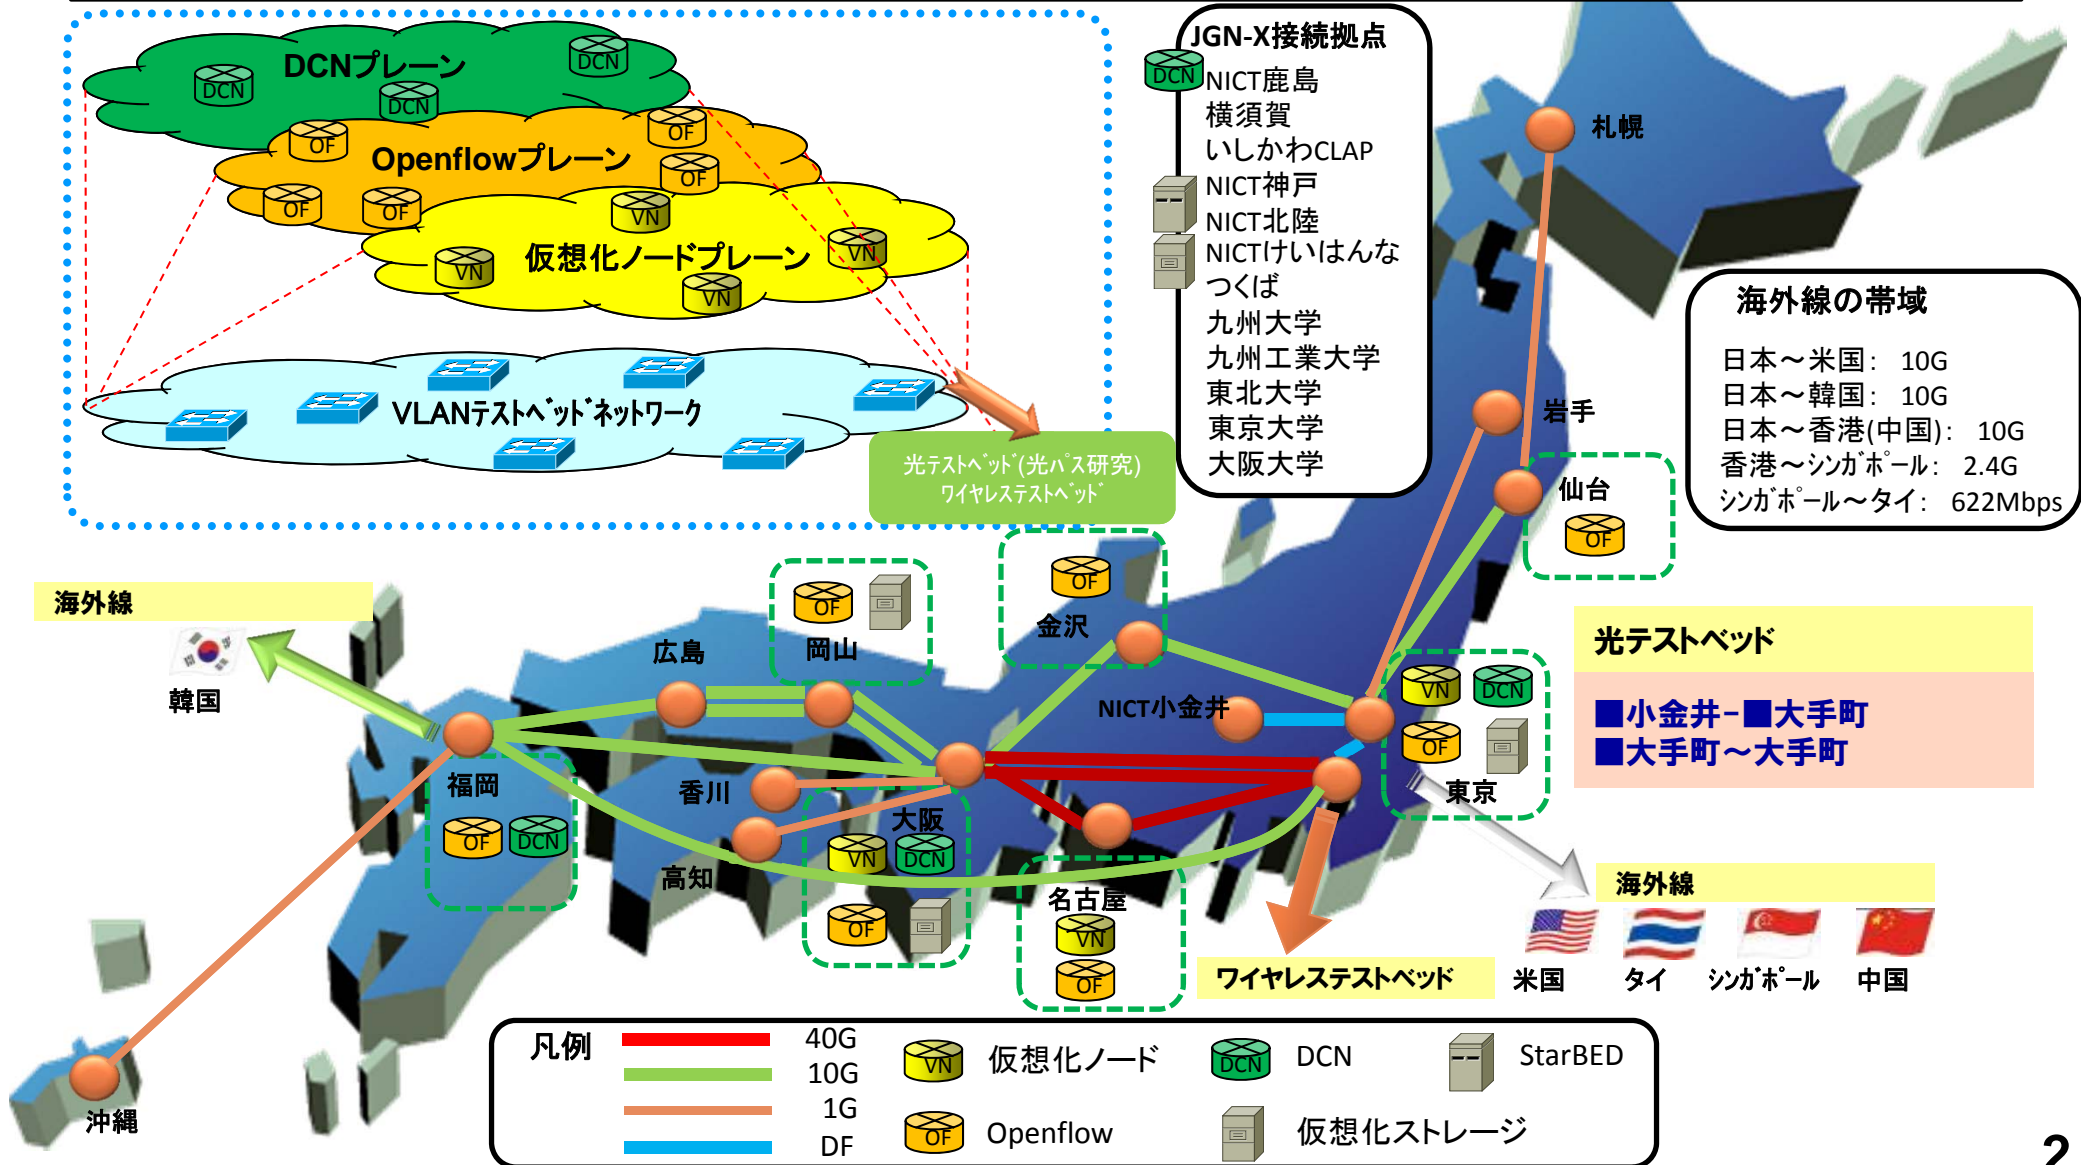 DCNプレーン
DCN
DCN
DCN
Openflowプレーン
OF
OF
OF
OF
OF
仮想化ノードプレーン
VN
VN
VN
VN
VLANテストベッドネットワーク
光テストベッド(光パス研究)
ワイヤレステストベッド
JGN-X接続拠点
DCN
NICT鹿島
横須賀
いしかわCLAP
NICT神戸
NICT北陸
NICTけいはんな
つくば
九州大学
九州工業大学
東北大学
東京大学
大阪大学
海外線の帯域
日本～米国: 10G
日本～韓国: 10G
日本～香港(中国): 10G
香港～シンガポール: 2.4G
シンガポール～タイ: 622Mbps
札幌
岩手
仙台
OF
海外線
韓国
広島
OF
岡山
OF
金沢
NICT小金井
VN
DCN
OF
東京
光テストベッド
■小金井-■大手町
■大手町～大手町
福岡
OF
DCN
香川
高知
大阪
VN
DCN
OF
名古屋
VN
OF
ワイヤレステストベッド
海外線
米国
タイ
シンガポール
中国
沖縄
凡例
40G
10G
1G
DF
VN
仮想化ノード
DCN
DCN
StarBED
OF
Openflow
仮想化ストレージ
2